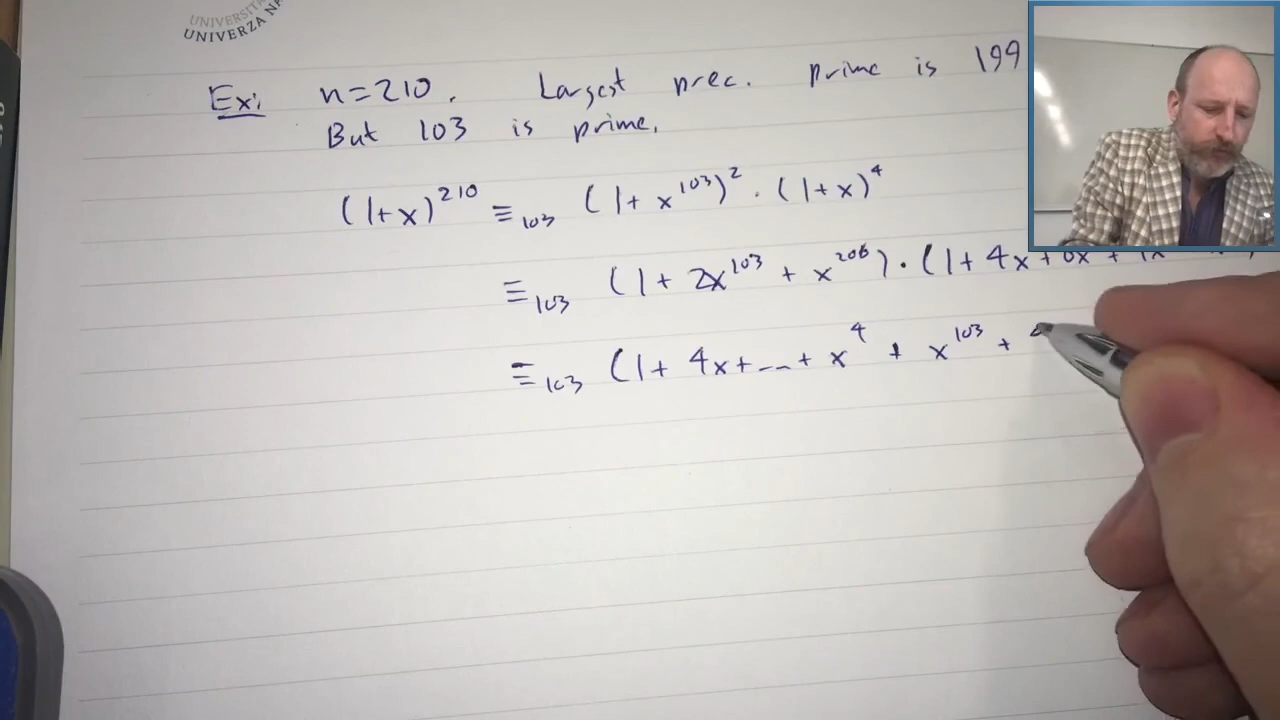 UNIVERSITA
UNIVERZA NA
Ex: n=210. Largest prec. prime is 199
But 103 is prime.
(1+x)^210 ≡_103 (1+x^103)^2 · (1+x)^4
≡_103 (1+2x^103 + x^206) · (1+4x+6x +
≡_103 (1+ 4x+--+ x^4 + x^103 +